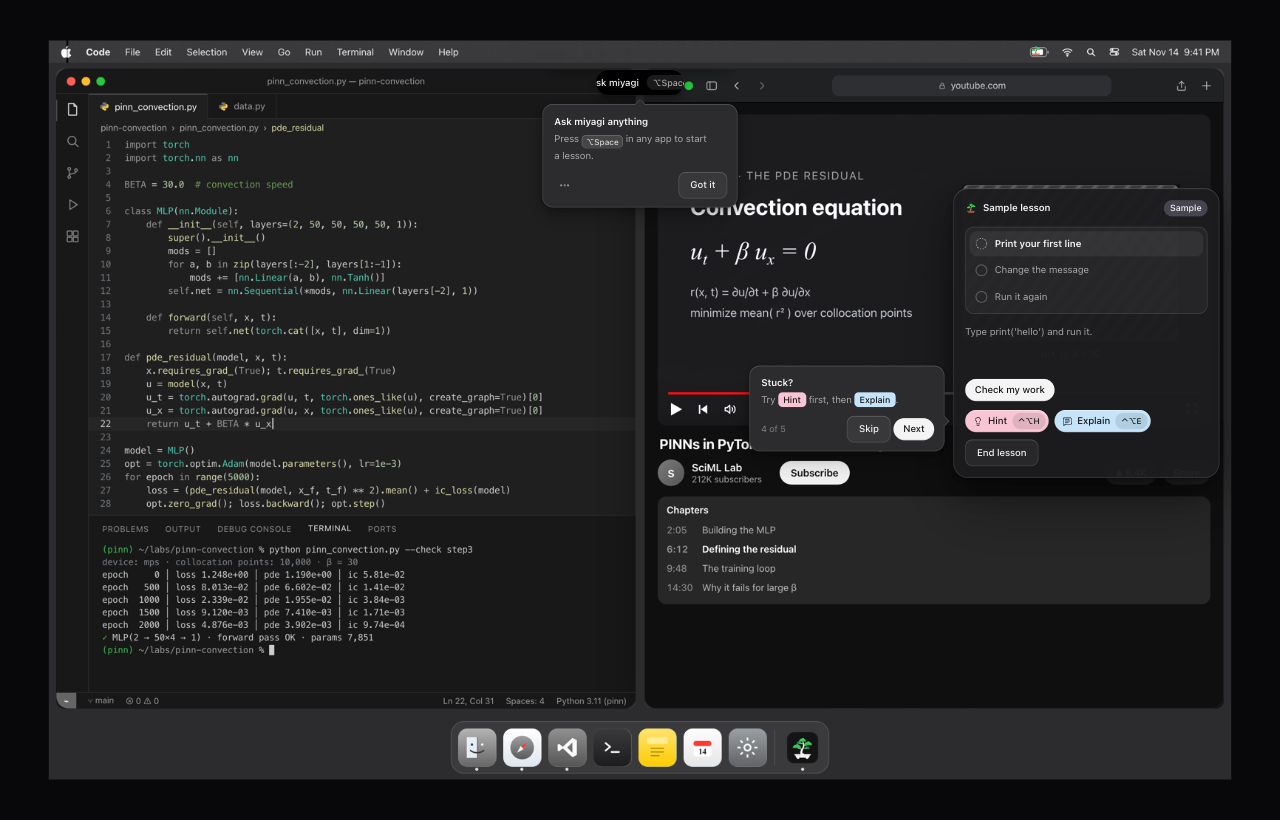 Code File Edit Selection View Go Run Terminal Window Help
Sat Nov 14 9:41 PM
pinn_convection.py — pinn-convection
pinn_convection.py
data.py
pinn-convection › pinn_convection.py › pde_residual
1 import torch
2 import torch.nn as nn
3
4 BETA = 30.0 # convection speed
5
6 class MLP(nn.Module):
7 def __init__(self, layers=(2, 50, 50, 50, 50, 1)):
8 super().__init__()
9 mods = []
10 for a, b in zip(layers[:-2], layers[1:-1]):
11 mods += [nn.Linear(a, b), nn.Tanh()]
12 self.net = nn.Sequential(*mods, nn.Linear(layers[-2], 1))
13
14 def forward(self, x, t):
15 return self.net(torch.cat([x, t], dim=1))
16
17 def pde_residual(model, x, t):
18 x.requires_grad_(True); t.requires_grad_(True)
19 u = model(x, t)
20 u_t = torch.autograd.grad(u, t, torch.ones_like(u), create_graph=True)[0]
21 u_x = torch.autograd.grad(u, x, torch.ones_like(u), create_graph=True)[0]
22 return u_t + BETA * u_x
23
24 model = MLP()
25 opt = torch.optim.Adam(model.parameters(), lr=1e-3)
26 for epoch in range(5000):
27 loss = (pde_residual(model, x_f, t_f) ** 2).mean() + ic_loss(model)
28 opt.zero_grad(); loss.backward(); opt.step()
PROBLEMS OUTPUT DEBUG CONSOLE TERMINAL PORTS
(pinn) ~/labs/pinn-convection % python pinn_convection.py --check step3
device: mps · collocation points: 10,000 · β = 30
epoch 0 | loss 1.248e+00 | pde 1.190e+00 | ic 5.81e-02
epoch 500 | loss 8.013e-02 | pde 6.602e-02 | ic 1.41e-02
epoch 1000 | loss 2.339e-02 | pde 1.955e-02 | ic 3.84e-03
epoch 1500 | loss 9.120e-03 | pde 7.410e-03 | ic 1.71e-03
epoch 2000 | loss 4.876e-03 | pde 3.902e-03 | ic 9.74e-04
✓ MLP(2 → 50×4 → 1) · forward pass OK · params 7,851
(pinn) ~/labs/pinn-convection %
main 0 0
Ln 22, Col 31 Spaces: 4 Python 3.11 (pinn)
sk miyagi ⌥Spac
Ask miyagi anything
Press ⌥Space in any app to start
a lesson.
Got it
youtube.com
· THE PDE RESIDUAL
Convection equation
u_t + β u_x = 0
r(x, t) = ∂u/∂t + β ∂u/∂x
minimize mean( r² ) over collocation points
Stuck?
Try Hint first, then Explain.
4 of 5
Skip
Next
PINNs in PyTo
S
SciML Lab
212K subscribers
Subscribe
Chapters
2:05 Building the MLP
6:12 Defining the residual
9:48 The training loop
14:30 Why it fails for large β
Sample lesson
Sample
Print your first line
Change the message
Run it again
Type print('hello') and run it.
Check my work
Hint ^⌥H
Explain ^⌥E
End lesson
14